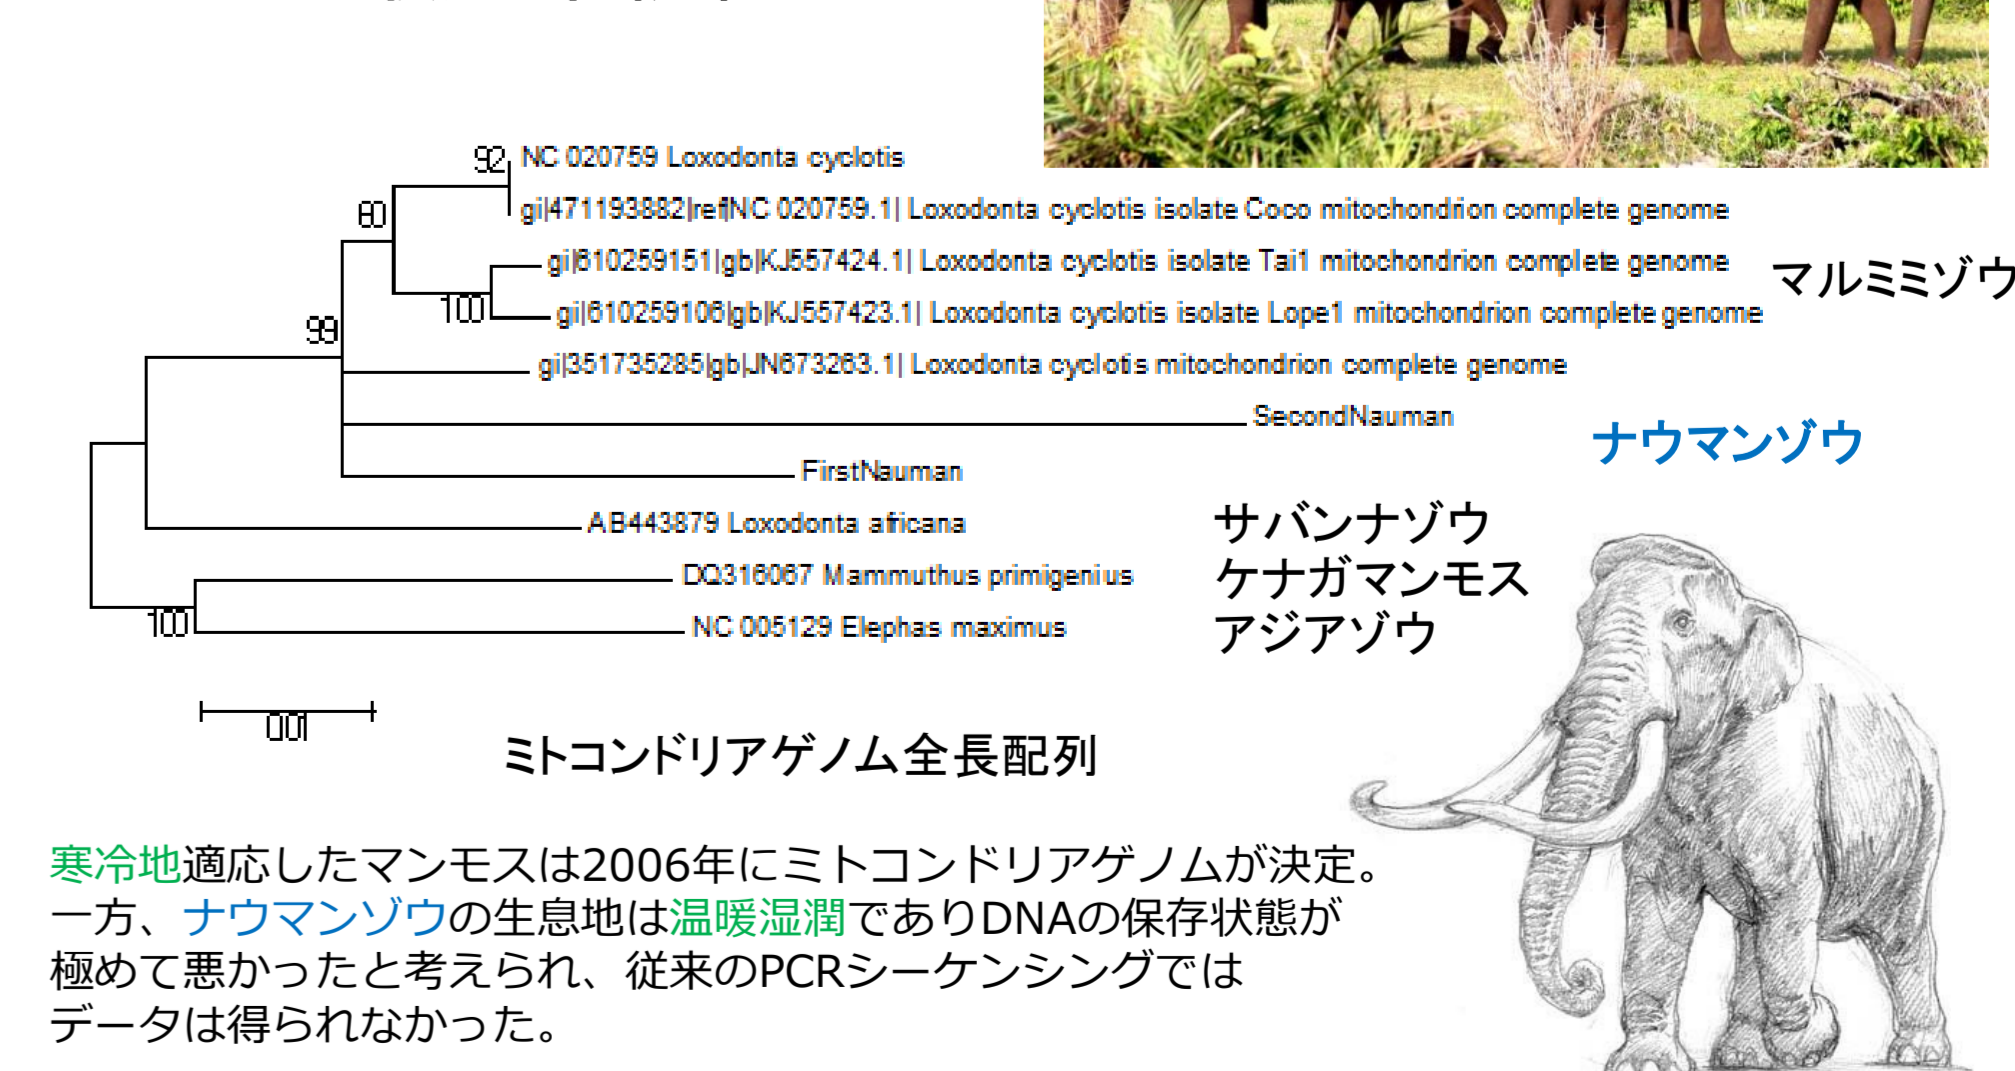 92
NC 020759 Loxodonta cyclotis
gi|471193882|ref|NC 020759.1| Loxodonta cyclotis isolate Coco mitochondrion complete genome
60
gi|610259151|gb|KJ557424.1| Loxodonta cyclotis isolate Tai1 mitochondrion complete genome
マルミミゾウ
100
gi|610259106|gb|KJ557423.1| Loxodonta cyclotis isolate Lope1 mitochondrion complete genome
99
gi|351735285|gb|JN673263.1| Loxodonta cyclotis mitochondrion complete genome
SecondNauman
ナウマンゾウ
FirstNauman
AB443879 Loxodonta africana
サバンナゾウ
DQ316067 Mammuthus primigenius
ケナガマンモス
100
NC 005129 Elephas maximus
アジアゾウ
0.01
ミトコンドリアゲノム全長配列
寒冷地適応したマンモスは2006年にミトコンドリアゲノムが決定。
一方、ナウマンゾウの生息地は温暖湿潤でありDNAの保存状態が
極めて悪かったと考えられ、従来のPCRシーケンシングでは
データは得られなかった。